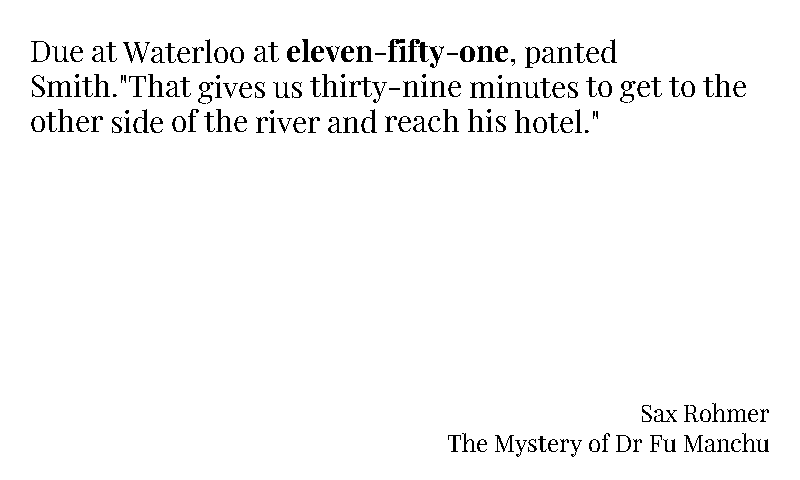 Due at Waterloo at eleven-fifty-one, panted
Smith."That gives us thirty-nine minutes to get to the
other side of the river and reach his hotel."
Sax Rohmer
The Mystery of Dr Fu Manchu